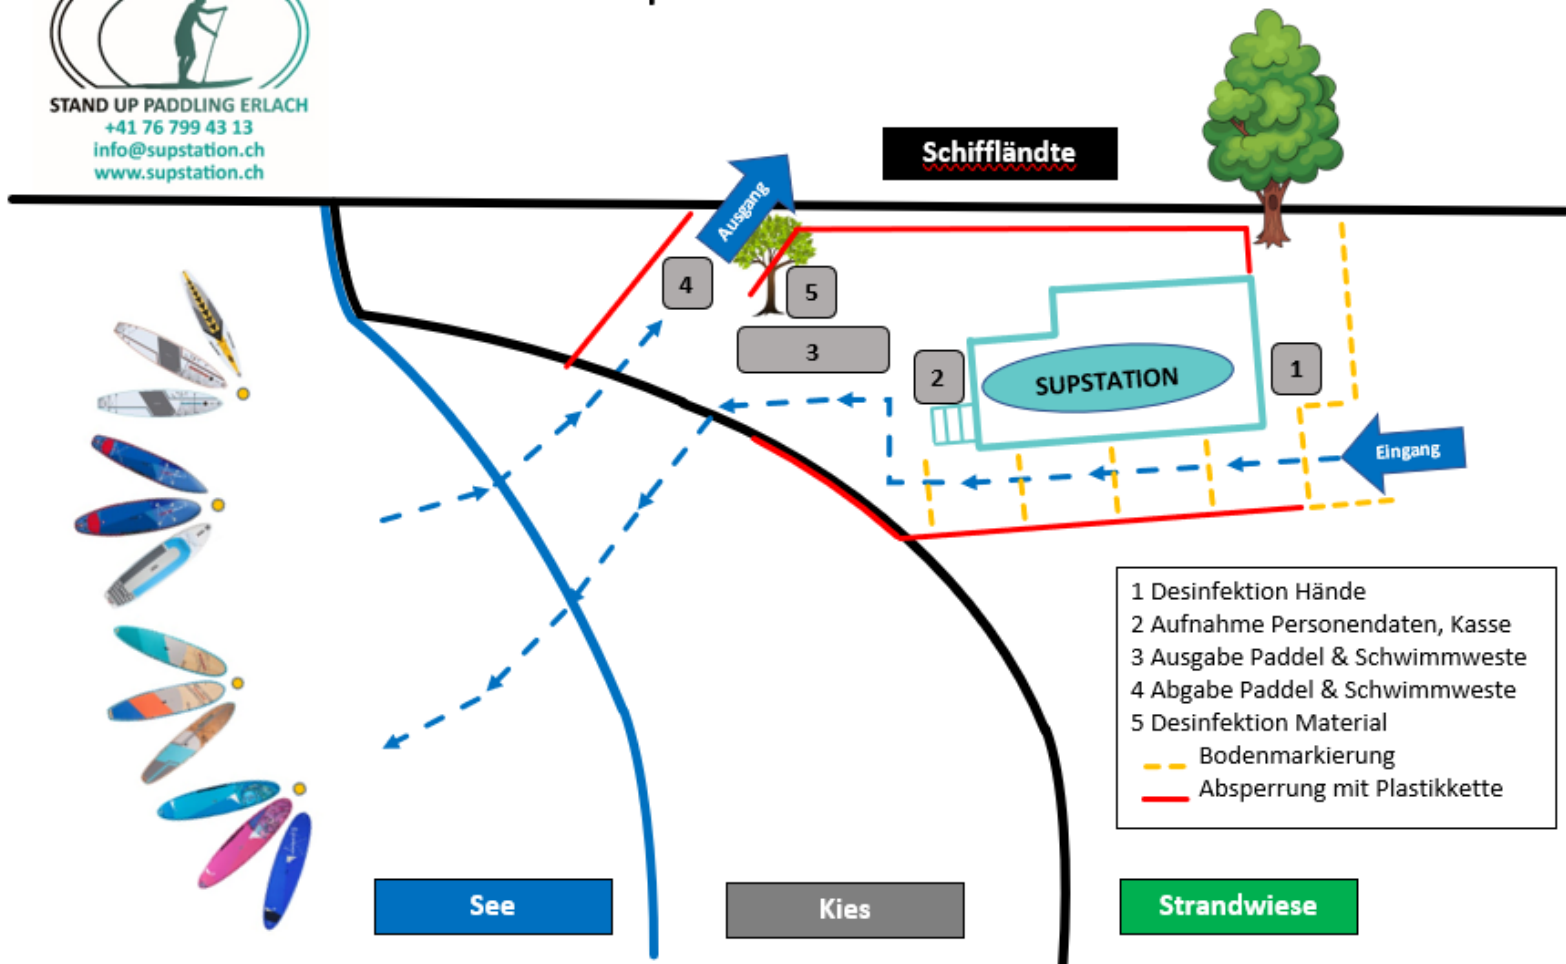 STAND UP PADDLING ERLACH
+41 76 799 43 13
info@supstation.ch
www.supstation.ch
Schiffländte
Ausgang
4
5
3
2
SUPSTATION
1
Eingang
1 Desinfektion Hände
2 Aufnahme Personendaten, Kasse
3 Ausgabe Paddel & Schwimmweste
4 Abgabe Paddel & Schwimmweste
5 Desinfektion Material
Bodenmarkierung
Absperrung mit Plastikkette
See
Kies
Strandwiese